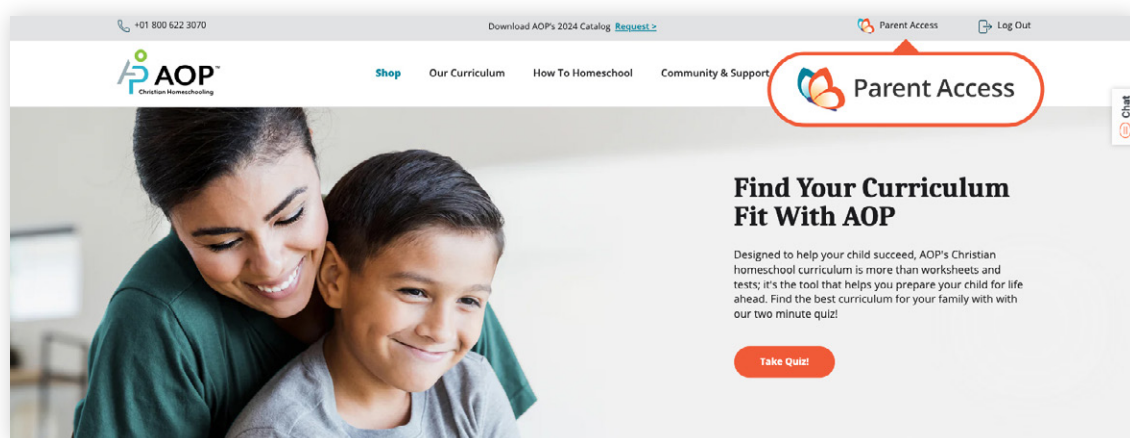 +01 800 622 3070
Download AOP's 2024 Catalog Request >
Parent Access
Log Out
AOP™
Christian Homeschooling
Shop
Our Curriculum
How To Homeschool
Community & Support
Parent Access
Chat
Find Your Curriculum
Fit With AOP
Designed to help your child succeed, AOP's Christian
homeschool curriculum is more than worksheets and
tests; it's the tool that helps you prepare your child for life
ahead. Find the best curriculum for your family with with
our two minute quiz!
Take Quiz!